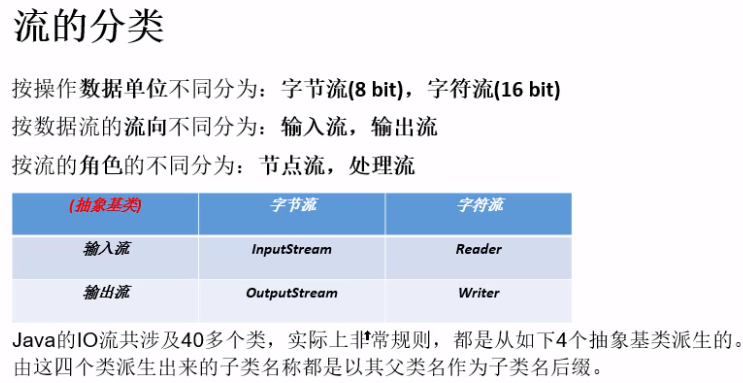 流的分类
按操作数据单位不同分为：字节流(8 bit)，字符流(16 bit)
按数据流的流向不同分为：输入流，输出流
按流的角色的不同分为：节点流，处理流
(抽象基类) 字节流 字符流
输入流 InputStream Reader
输出流 OutputStream Writer
Java的IO流共涉及40多个类，实际上非常规则，都是从如下4个抽象基类派生的。
由这四个类派生出来的子类名称都是以其父类名作为子类名后缀。